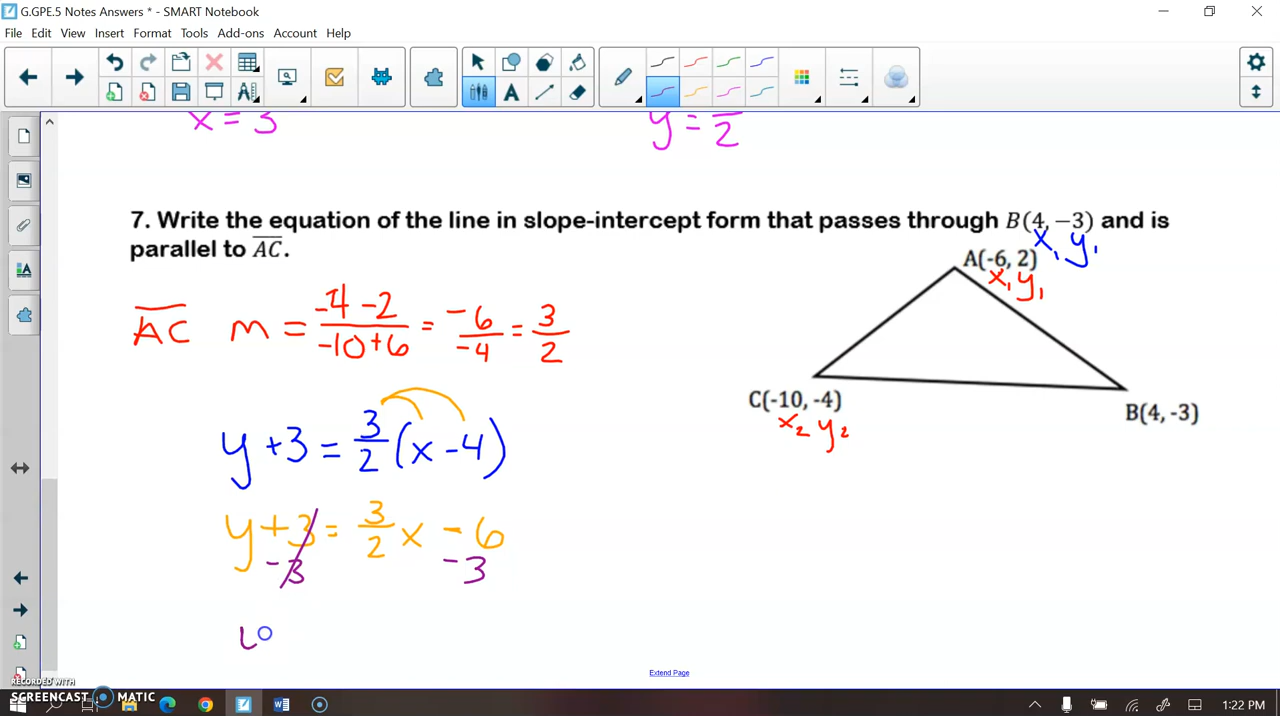 G.GPE.5 Notes Answers * - SMART Notebook
File Edit View Insert Format Tools Add-ons Account Help
x = 3
y = — 2
7. Write the equation of the line in slope-intercept form that passes through B(4, −3) and is
parallel to AC.
x₁ y₁
A(-6, 2)
x₁ y₁
AC m = -4 -2 / -10+6 = -6 / -4 = 3 / 2
C(-10, -4)
x₂ y₂
B(4, -3)
y +3 = 3/2 (x -4)
y +3 = 3/2 x - 6
-3 -3
Extend Page
RECORDED WITH
SCREENCAST MATIC
1:22 PM